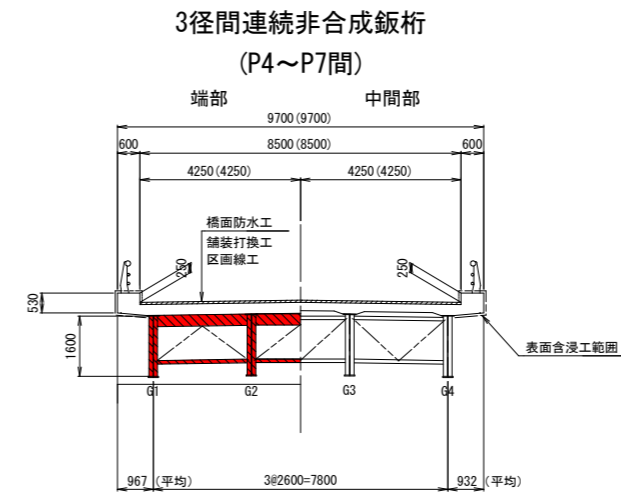 3径間連続非合成鈑桁
(P4～P7間)
端部 中間部
9700(9700)
600 8500(8500) 600
4250(4250) 4250(4250)
橋面防水工
舗装打換工
区画線工
250 250
530
1600
表面含浸工範囲
G1 G2 G3 G4
967 (平均) 3@2600=7800 932 (平均)